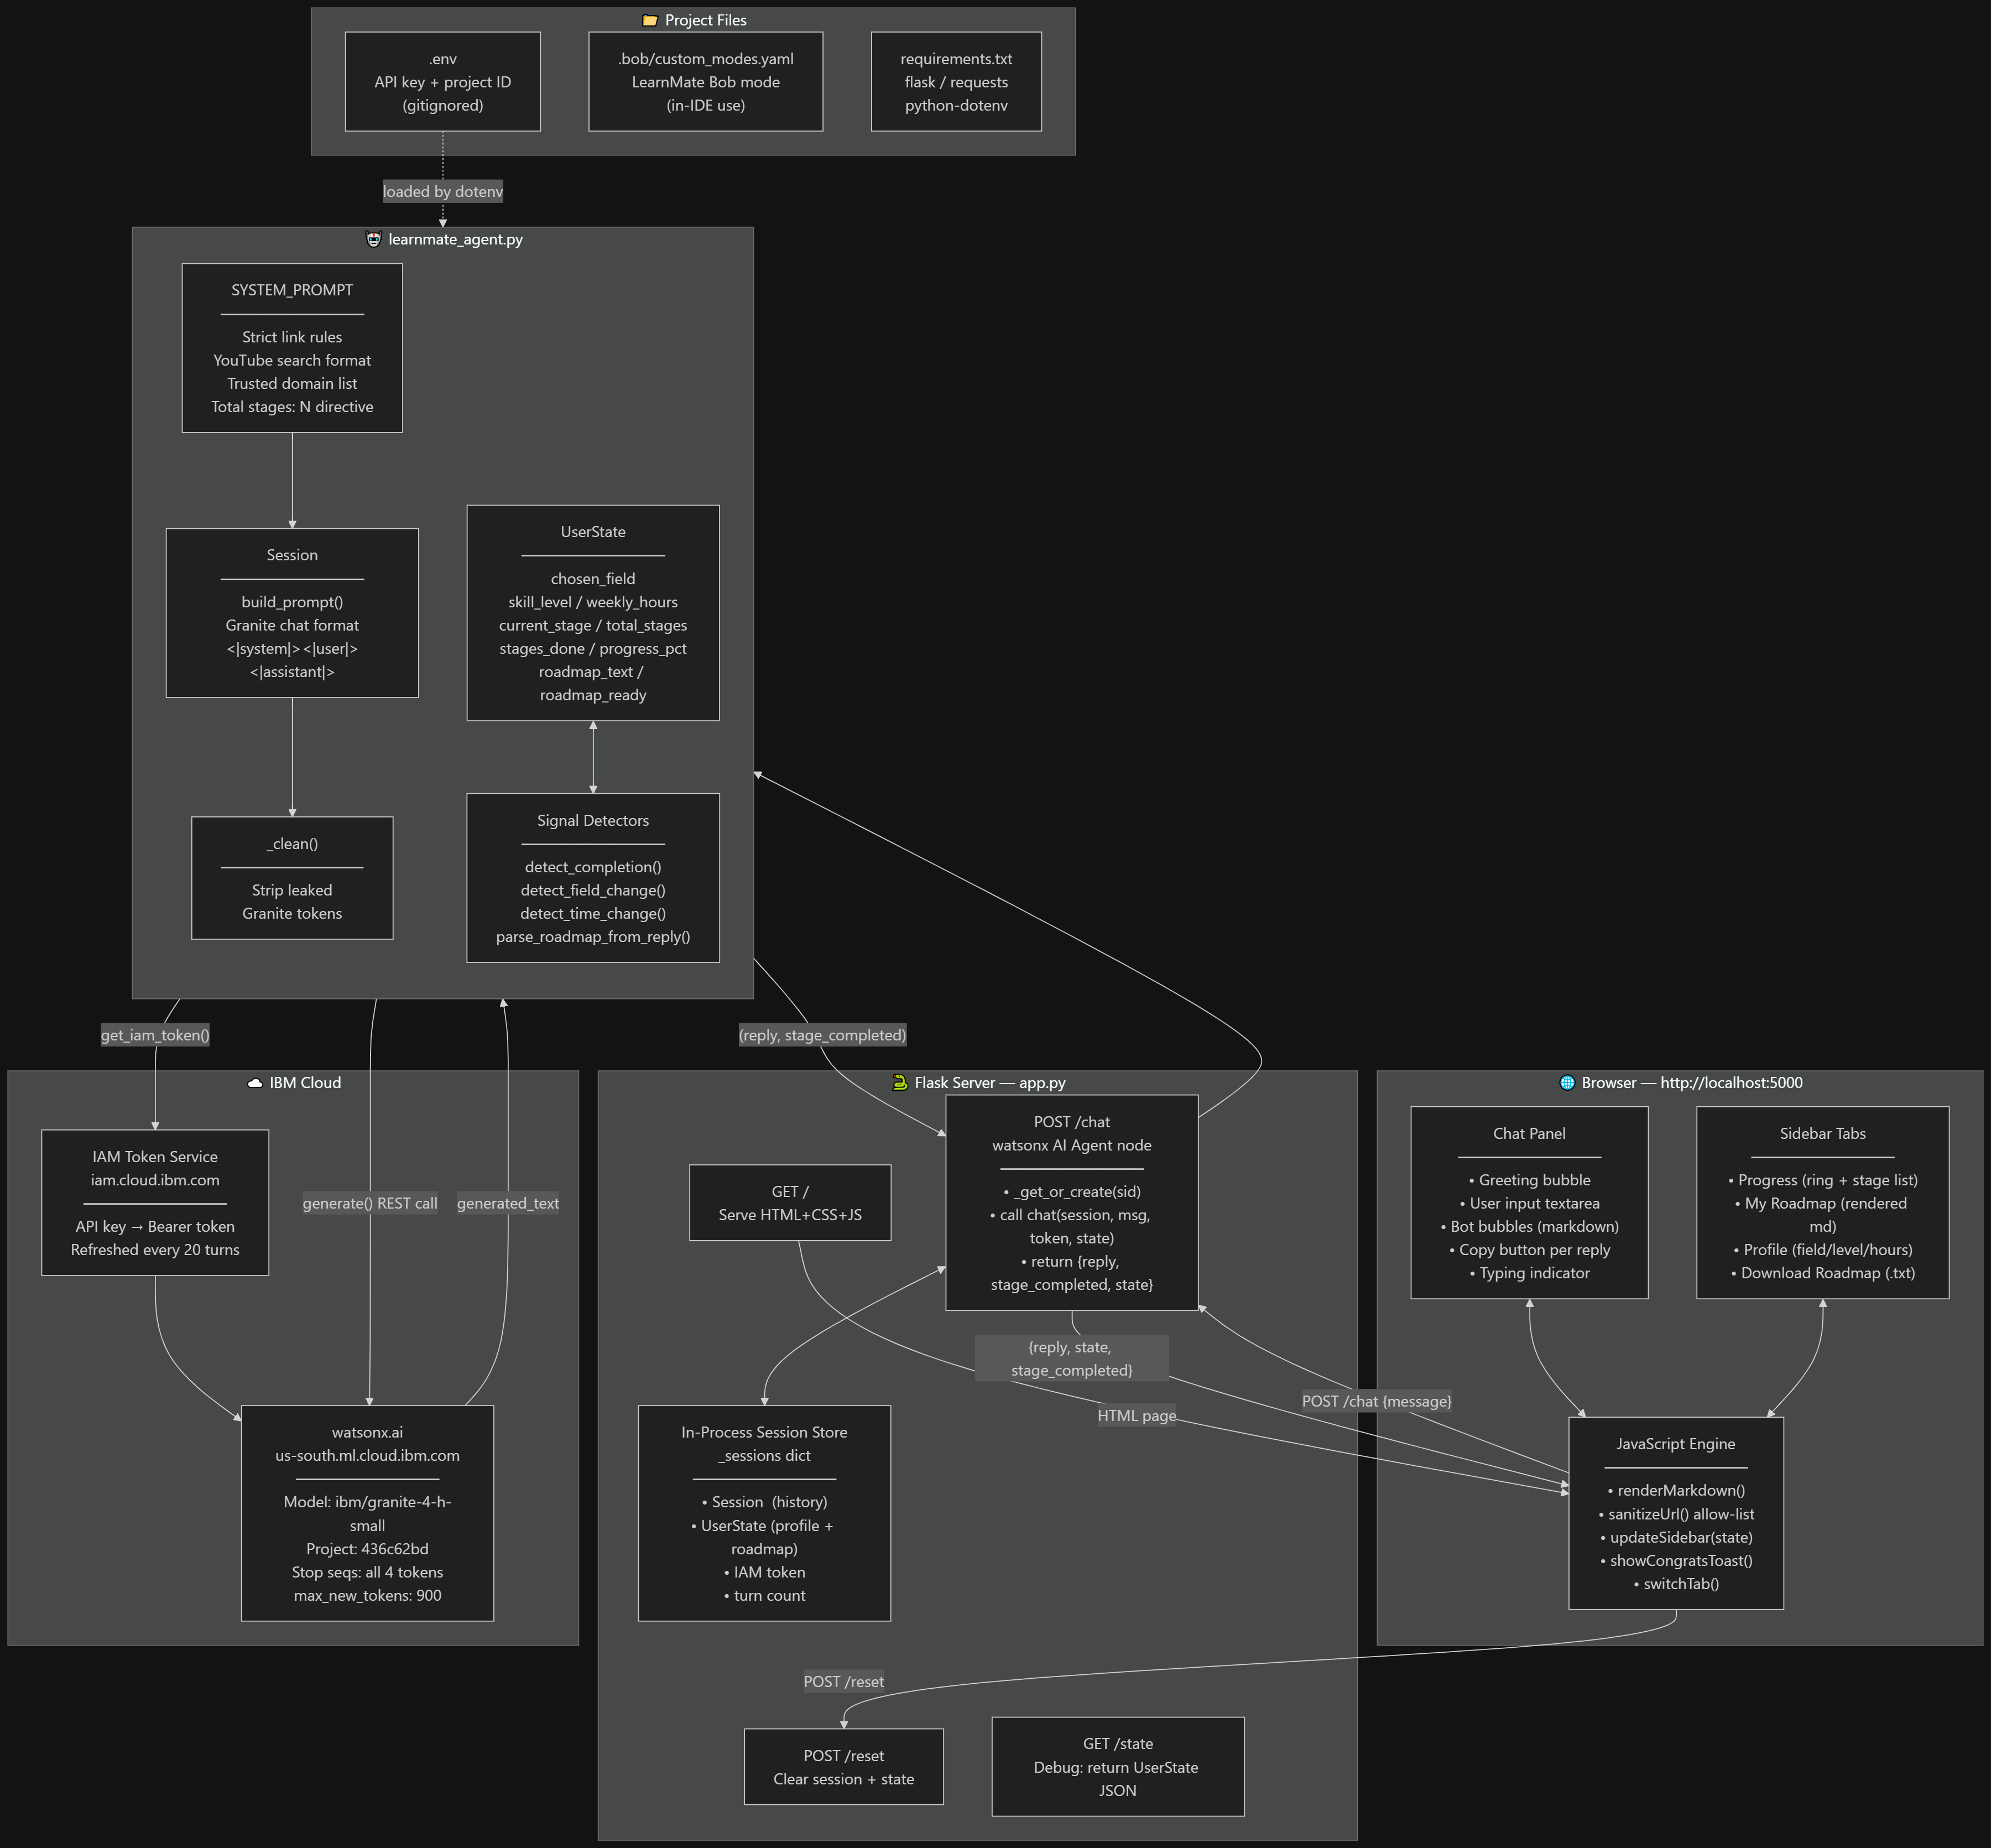 📁 Project Files
.env
API key + project ID
(gitignored)
.bob/custom_modes.yaml
LearnMate Bob mode
(in-IDE use)
requirements.txt
flask / requests
python-dotenv
loaded by dotenv
🤖 learnmate_agent.py
SYSTEM_PROMPT
Strict link rules
YouTube search format
Trusted domain list
Total stages: N directive
Session
build_prompt()
Granite chat format
<|system|><|user|>
<|assistant|>
UserState
chosen_field
skill_level / weekly_hours
current_stage / total_stages
stages_done / progress_pct
roadmap_text /
roadmap_ready
_clean()
Strip leaked
Granite tokens
Signal Detectors
detect_completion()
detect_field_change()
detect_time_change()
parse_roadmap_from_reply()
get_iam_token()
(reply, stage_completed)
☁️ IBM Cloud
IAM Token Service
iam.cloud.ibm.com
API key → Bearer token
Refreshed every 20 turns
generate() REST call
generated_text
watsonx.ai
us-south.ml.cloud.ibm.com
Model: ibm/granite-4-h-
small
Project: 436c62bd
Stop seqs: all 4 tokens
max_new_tokens: 900
🐍 Flask Server — app.py
POST /chat
watsonx AI Agent node
• _get_or_create(sid)
• call chat(session, msg,
token, state)
• return {reply,
stage_completed, state}
GET /
Serve HTML+CSS+JS
{reply, state,
stage_completed}
HTML page
POST /chat {message}
In-Process Session Store
_sessions dict
• Session (history)
• UserState (profile +
roadmap)
• IAM token
• turn count
POST /reset
POST /reset
Clear session + state
GET /state
Debug: return UserState
JSON
🌐 Browser — http://localhost:5000
Chat Panel
• Greeting bubble
• User input textarea
• Bot bubbles (markdown)
• Copy button per reply
• Typing indicator
Sidebar Tabs
• Progress (ring + stage list)
• My Roadmap (rendered
md)
• Profile (field/level/hours)
• Download Roadmap (.txt)
JavaScript Engine
• renderMarkdown()
• sanitizeUrl() allow-list
• updateSidebar(state)
• showCongratsToast()
• switchTab()